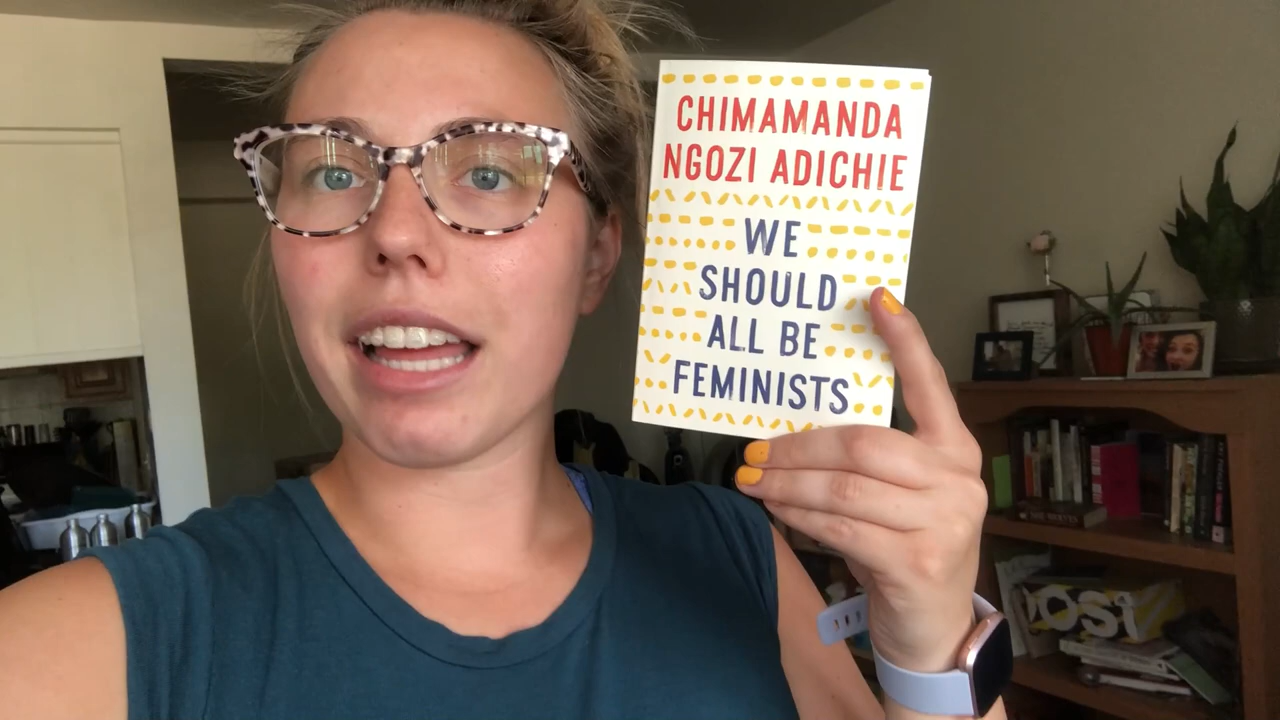 CHIMAMANDA
NGOZI ADICHIE
WE
SHOULD
ALL BE
FEMINISTS